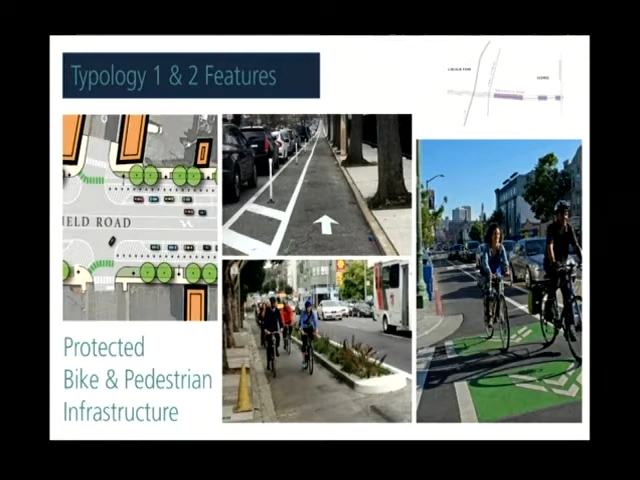 Typology 1 & 2 Features
IELD ROAD
Protected
Bike & Pedestrian
Infrastructure